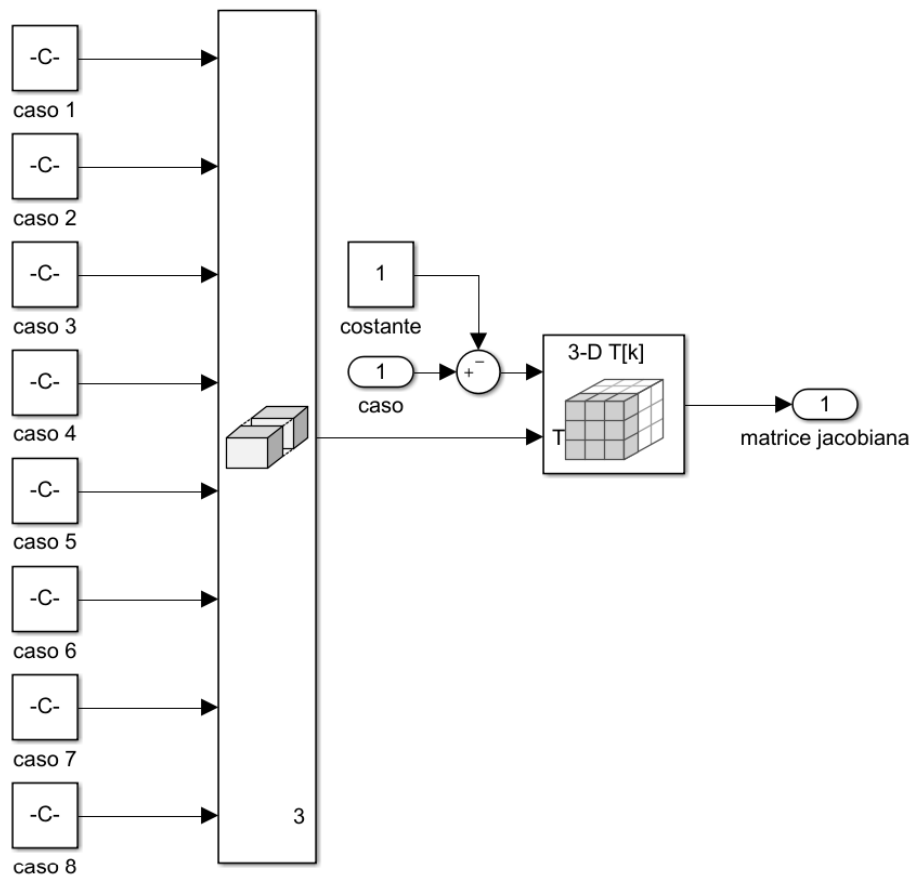 -C-
caso 1
-C-
caso 2
-C-
caso 3
-C-
caso 4
-C-
caso 5
-C-
caso 6
-C-
caso 7
-C-
caso 8
3
1
costante
−
+
1
caso
3-D T[k]
T
1
matrice jacobiana